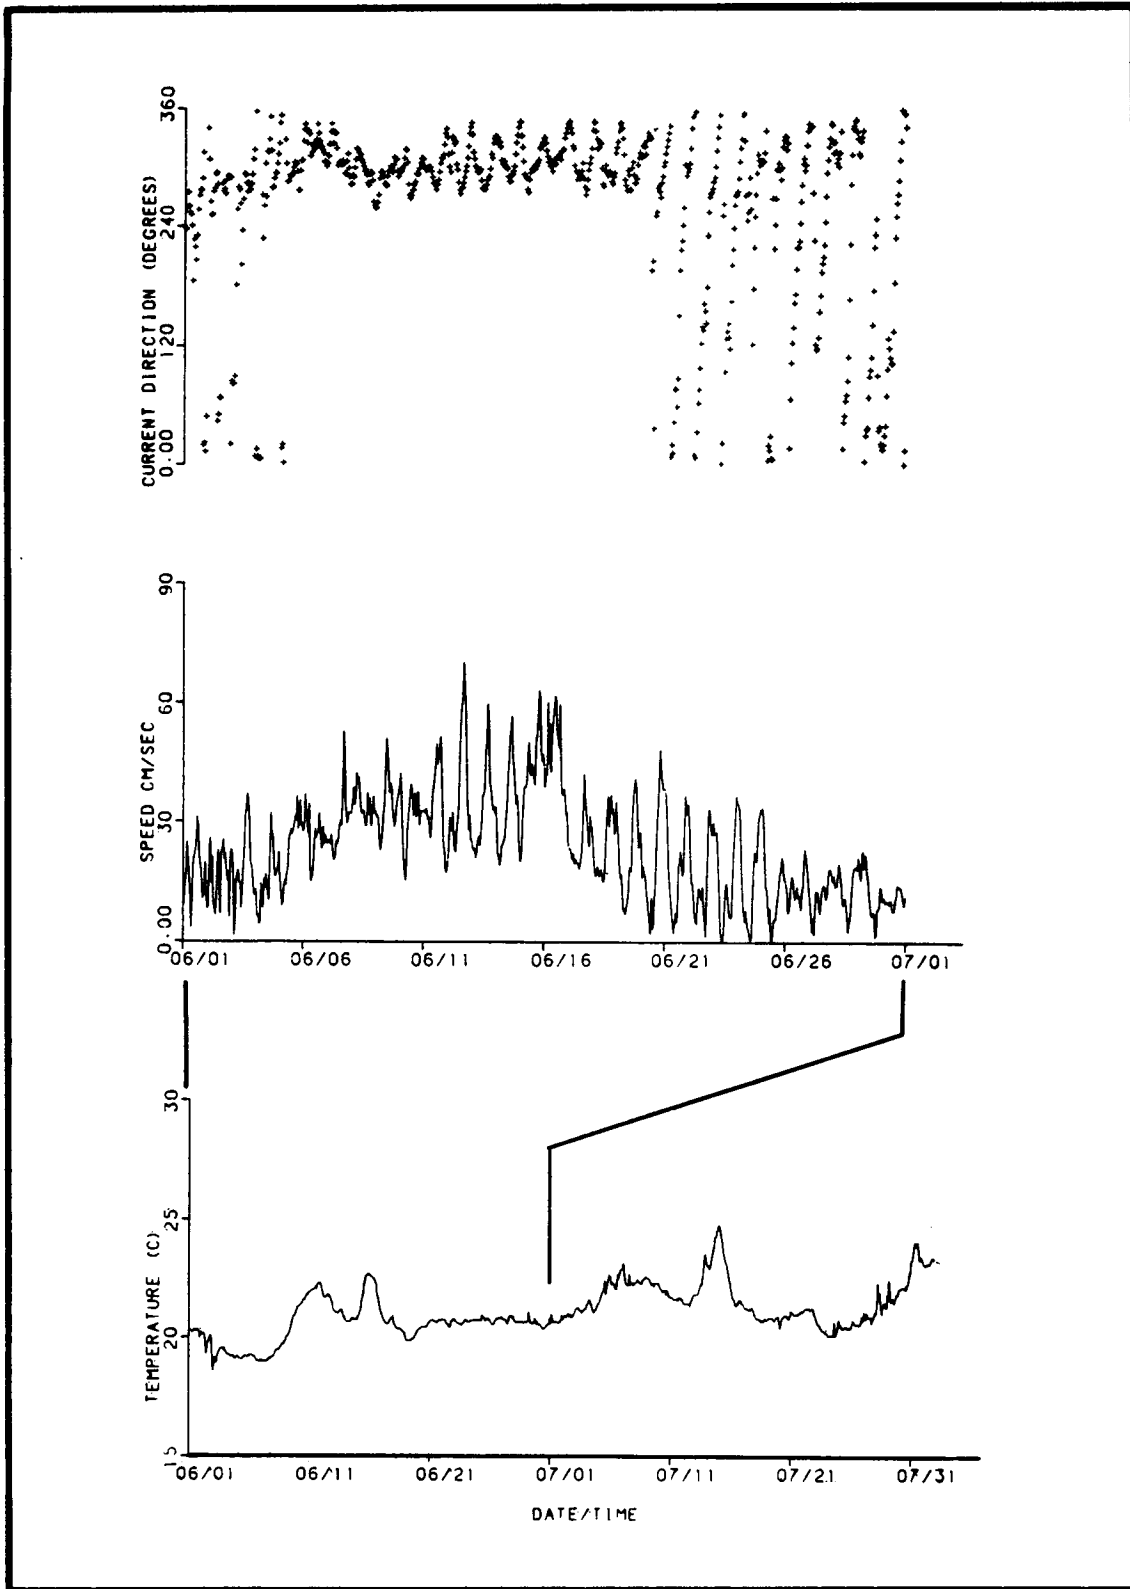 CURRENT DIRECTION (DEGREES)
360
240
120
0.00
SPEED CM/SEC
90
60
30
0.00
06/01 06/06 06/11 06/16 06/21 06/26 07/01
TEMPERATURE (C)
30
25
20
15
06/01 06/11 06/21 07/01 07/11 07/21 07/31
DATE/TIME